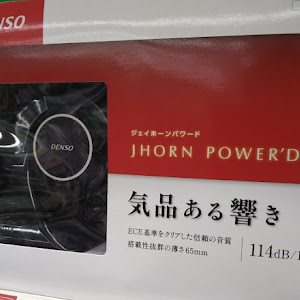 NSO
DENSO
ジェイホーンパワード
JHORN POWER'D
気品ある響き
ECE基準をクリアした信頼の音質
搭載性抜群の薄さ65mm
114dB/